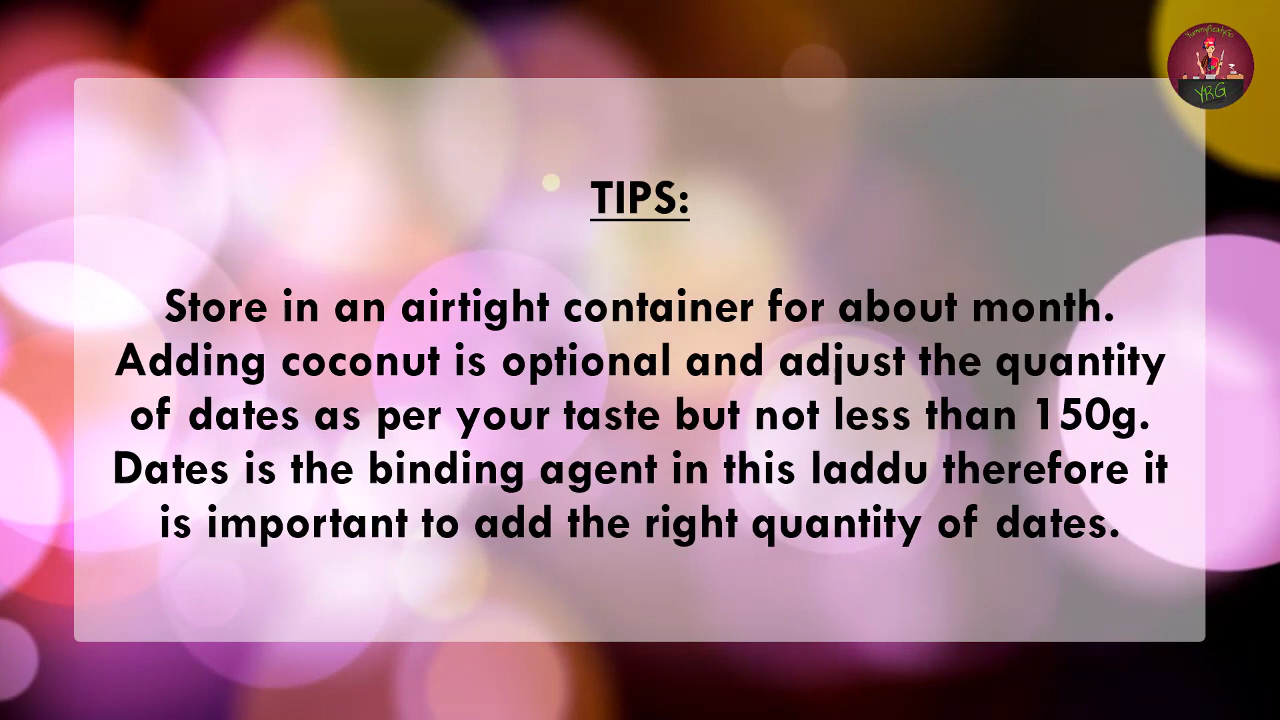 YRG
TIPS:
Store in an airtight container for about month.
Adding coconut is optional and adjust the quantity
of dates as per your taste but not less than 150g.
Dates is the binding agent in this laddu therefore it
is important to add the right quantity of dates.